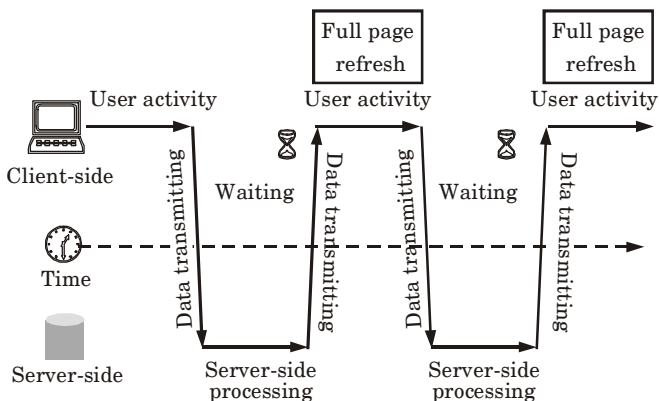 Full page
refresh
Full page
refresh
User activity
User activity
User activity
Client-side
Data transmitting
Waiting
Data transmitting
Data transmitting
Waiting
Data transmitting
Time
Server-side
Server-side
processing
Server-side
processing